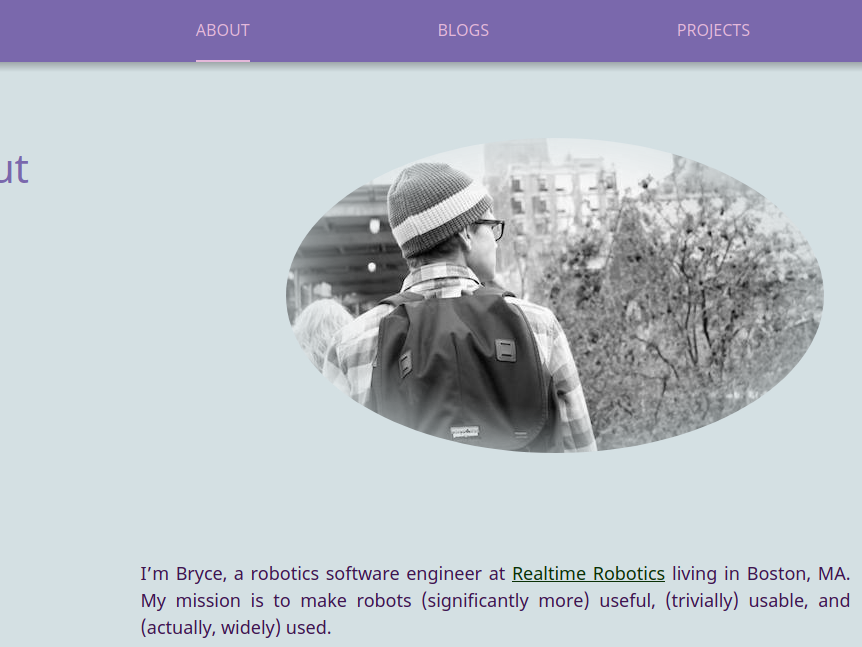 ABOUT BLOGS PROJECTS
ut
I’m Bryce, a robotics software engineer at Realtime Robotics living in Boston, MA.
My mission is to make robots (significantly more) useful, (trivially) usable, and
(actually, widely) used.